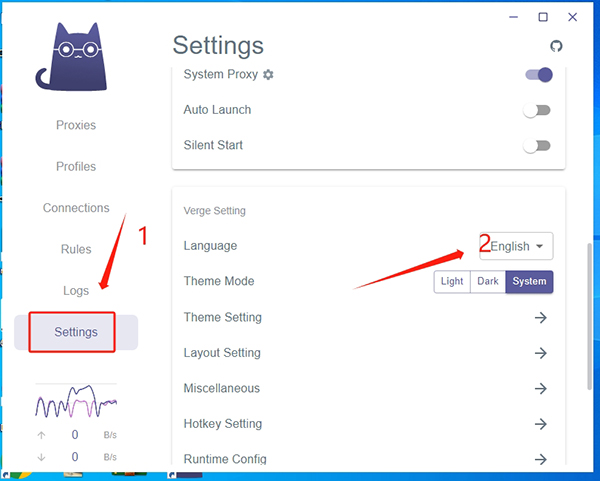 Settings
System Proxy
Auto Launch
Silent Start
Proxies
Profiles
Connections
Rules
Logs
Settings
1
0 B/s
0 B/s
Verge Setting
Language
2
English
Theme Mode
Light Dark System
Theme Setting
Layout Setting
Miscellaneous
Hotkey Setting
Runtime Config